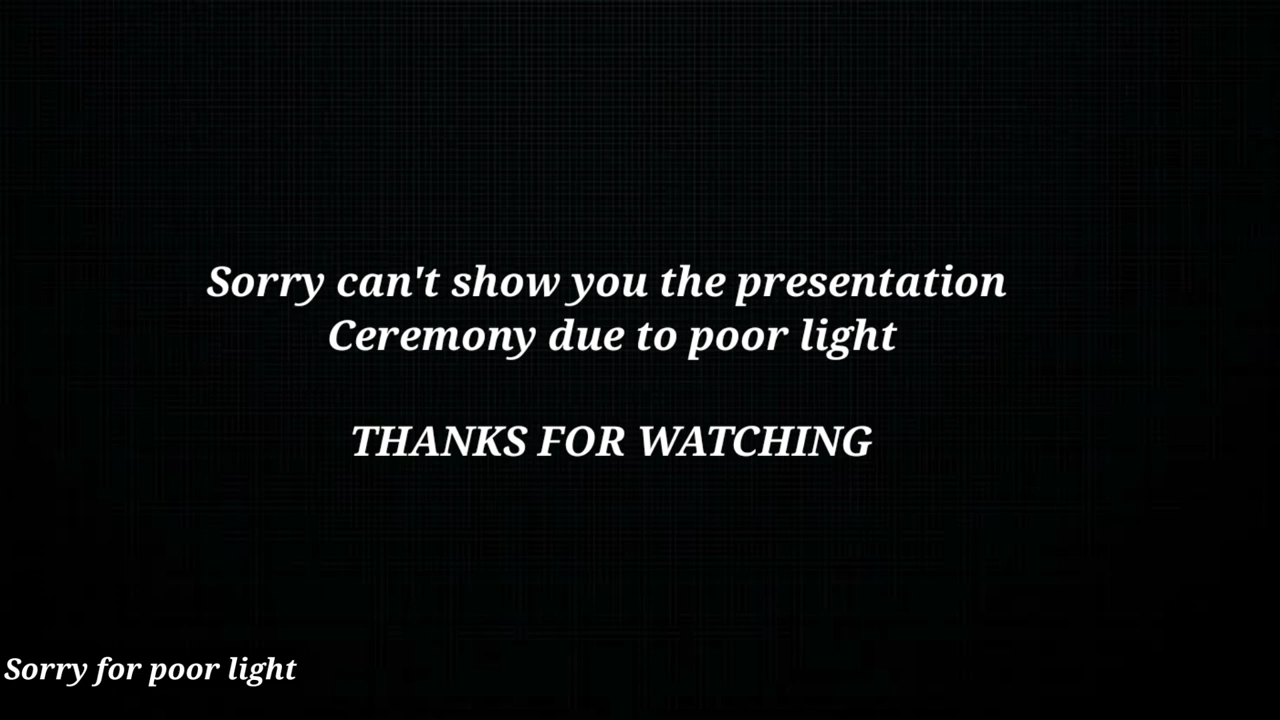 Sorry can't show you the presentation
Ceremony due to poor light
THANKS FOR WATCHING
Sorry for poor light